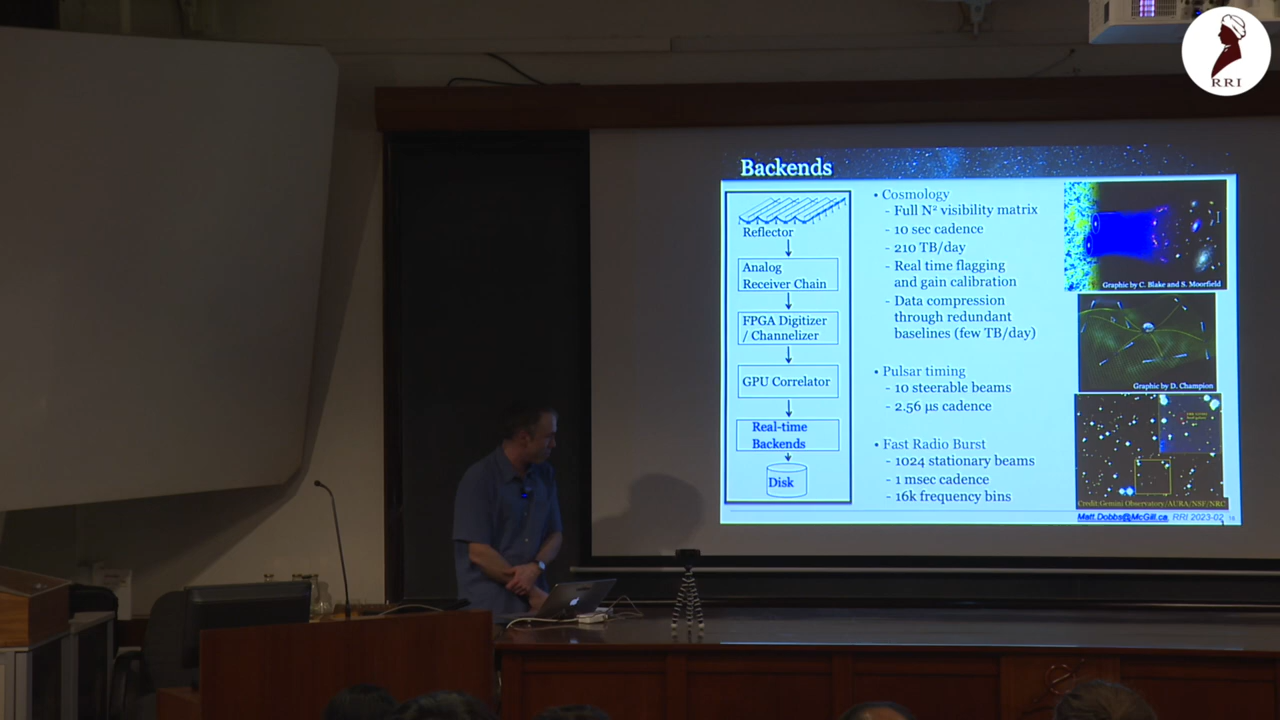 RRI
Backends
Reflector
Analog
Receiver Chain
FPGA Digitizer
/ Channelizer
GPU Correlator
Real-time
Backends
Disk
• Cosmology
- Full N² visibility matrix
- 10 sec cadence
- 210 TB/day
- Real time flagging
and gain calibration
- Data compression
through redundant
baselines (few TB/day)
• Pulsar timing
- 10 steerable beams
- 2.56 µs cadence
• Fast Radio Burst
- 1024 stationary beams
- 1 msec cadence
- 16k frequency bins
Graphic by C. Blake and S. Moorfield
Graphic by D. Champion
Credit:Gemini Observatory/AURA/NSF/NRC
Matt.Dobbs@McGill.ca, RRI 2023-02